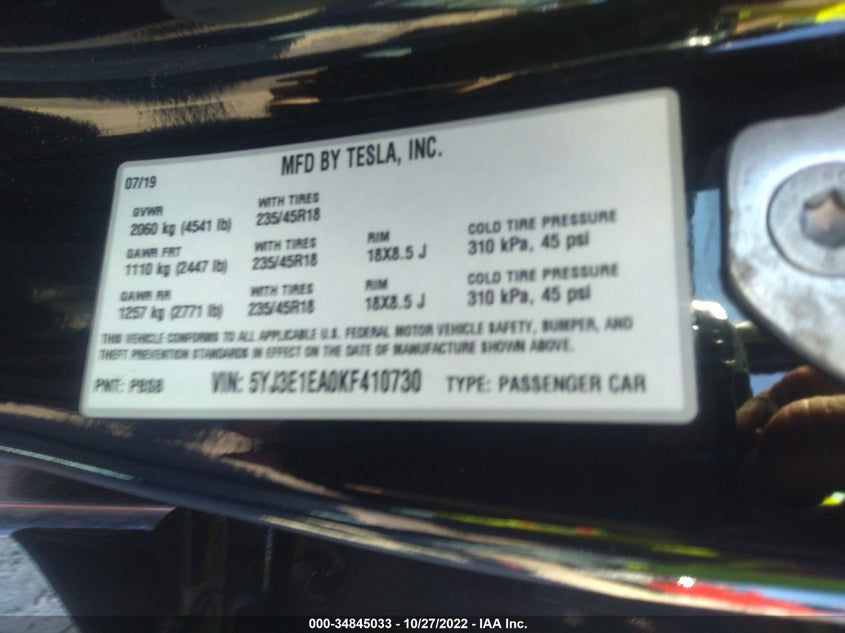 MFD BY TESLA, INC.
07/19
GVWR WITH TIRES
2060 kg (4541 lb) 235/45R18
GAWR FRT WITH TIRES RIM COLD TIRE PRESSURE
1110 kg (2447 lb) 235/45R18 18X8.5 J 310 kPa, 45 psi
GAWR RR WITH TIRES RIM COLD TIRE PRESSURE
1257 kg (2771 lb) 235/45R18 18X8.5 J 310 kPa, 45 psi
THIS VEHICLE CONFORMS TO ALL APPLICABLE U.S. FEDERAL MOTOR VEHICLE SAFETY, BUMPER, AND
THEFT PREVENTION STANDARDS IN EFFECT ON THE DATE OF MANUFACTURE SHOWN ABOVE.
PNT: PBSB VIN: 5YJ3E1EA0KF410730 TYPE: PASSENGER CAR
000-34845033 - 10/27/2022 - IAA Inc.